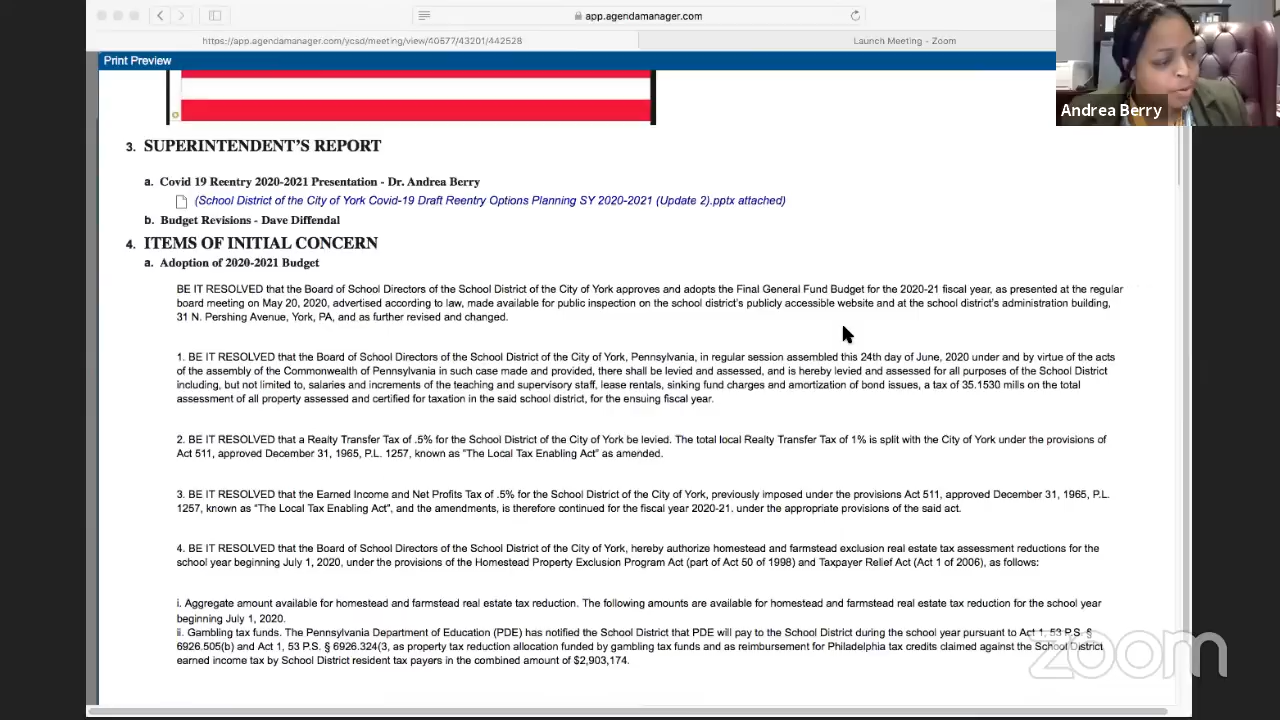 app.agendamanager.com
https://app.agendamanager.com/ycsd/meeting/view/40577/43201/442528
Launch Meeting - Zoom
Print Preview
Andrea Berry
3. SUPERINTENDENT'S REPORT
a. Covid 19 Reentry 2020-2021 Presentation - Dr. Andrea Berry
(School District of the City of York Covid-19 Draft Reentry Options Planning SY 2020-2021 (Update 2).pptx attached)
b. Budget Revisions - Dave Diffendal
4. ITEMS OF INITIAL CONCERN
a. Adoption of 2020-2021 Budget
BE IT RESOLVED that the Board of School Directors of the School District of the City of York approves and adopts the Final General Fund Budget for the 2020-21 fiscal year, as presented at the regular
board meeting on May 20, 2020, advertised according to law, made available for public inspection on the school district's publicly accessible website and at the school district's administration building,
31 N. Pershing Avenue, York, PA, and as further revised and changed.
1. BE IT RESOLVED that the Board of School Directors of the School District of the City of York, Pennsylvania, in regular session assembled this 24th day of June, 2020 under and by virtue of the acts
of the assembly of the Commonwealth of Pennsylvania in such case made and provided, there shall be levied and assessed, and is hereby levied and assessed for all purposes of the School District
including, but not limited to, salaries and increments of the teaching and supervisory staff, lease rentals, sinking fund charges and amortization of bond issues, a tax of 35.1530 mills on the total
assessment of all property assessed and certified for taxation in the said school district, for the ensuing fiscal year.
2. BE IT RESOLVED that a Realty Transfer Tax of .5% for the School District of the City of York be levied. The total local Realty Transfer Tax of 1% is split with the City of York under the provisions of
Act 511, approved December 31, 1965, P.L. 1257, known as "The Local Tax Enabling Act" as amended.
3. BE IT RESOLVED that the Earned Income and Net Profits Tax of .5% for the School District of the City of York, previously imposed under the provisions Act 511, approved December 31, 1965, P.L.
1257, known as "The Local Tax Enabling Act", and the amendments, is therefore continued for the fiscal year 2020-21. under the appropriate provisions of the said act.
4. BE IT RESOLVED that the Board of School Directors of the School District of the City of York, hereby authorize homestead and farmstead exclusion real estate tax assessment reductions for the
school year beginning July 1, 2020, under the provisions of the Homestead Property Exclusion Program Act (part of Act 50 of 1998) and Taxpayer Relief Act (Act 1 of 2006), as follows:
i. Aggregate amount available for homestead and farmstead real estate tax reduction. The following amounts are available for homestead and farmstead real estate tax reduction for the school year
beginning July 1, 2020.
ii. Gambling tax funds. The Pennsylvania Department of Education (PDE) has notified the School District that PDE will pay to the School District during the school year pursuant to Act 1, 53 P.S. §
6926.505(b) and Act 1, 53 P.S. § 6926.324(3, as property tax reduction allocation funded by gambling tax funds and as reimbursement for Philadelphia tax credits claimed against the School District
earned income tax by School District resident tax payers in the combined amount of $2,903,174.
zoom